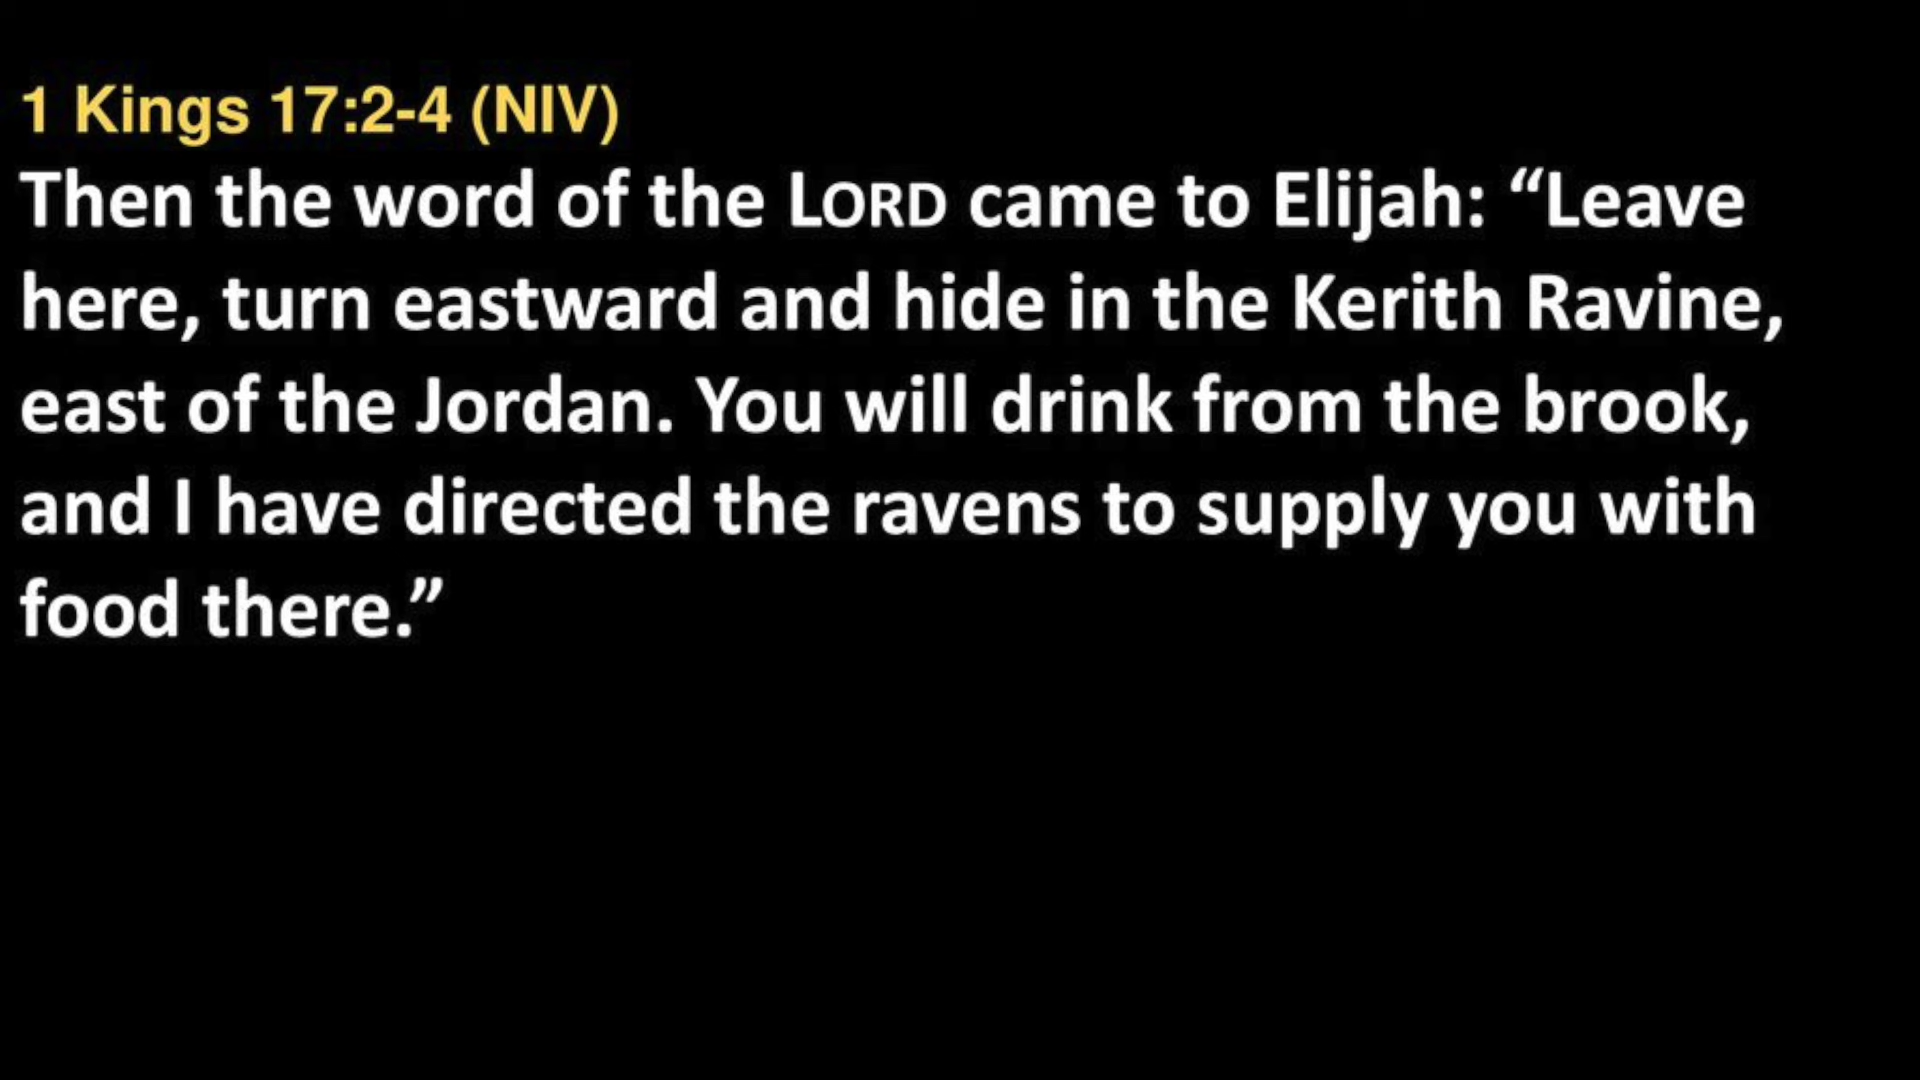 1 Kings 17:2-4 (NIV)
Then the word of the LORD came to Elijah: “Leave
here, turn eastward and hide in the Kerith Ravine,
east of the Jordan. You will drink from the brook,
and I have directed the ravens to supply you with
food there.”